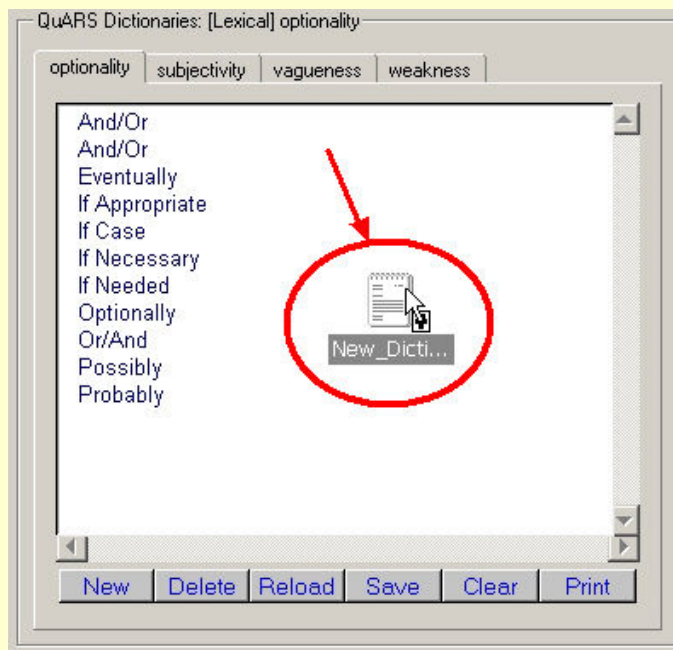 QuARS Dictionaries: [Lexical] optionality
optionality subjectivity vagueness weakness
And/Or
And/Or
Eventually
If Appropriate
If Case
If Necessary
If Needed
Optionally
Or/And
Possibly
Probably
New_Dicti...
New Delete Reload Save Clear Print